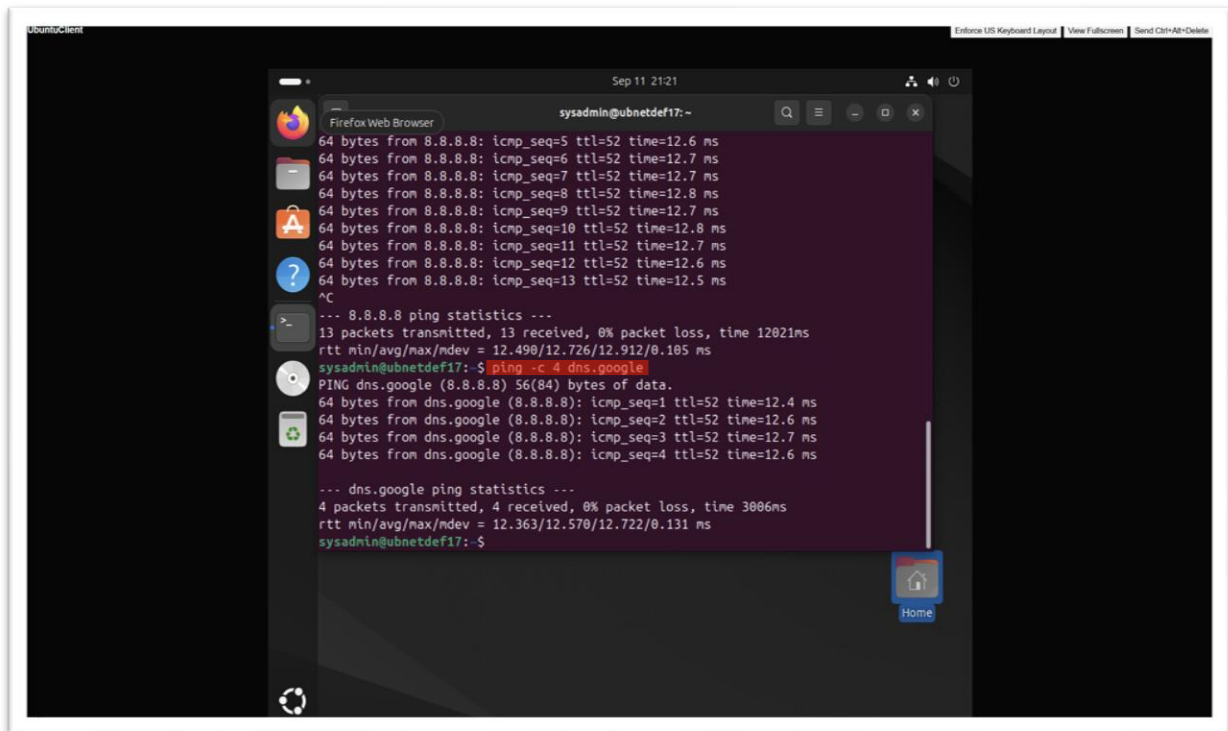 UbuntuClient
Enforce US Keyboard Layout View Fullscreen Send Ctrl+Alt+Delete
Sep 11 21:21
sysadmin@ubnetdef17: ~
Firefox Web Browser
64 bytes from 8.8.8.8: icmp_seq=5 ttl=52 time=12.6 ms
64 bytes from 8.8.8.8: icmp_seq=6 ttl=52 time=12.7 ms
64 bytes from 8.8.8.8: icmp_seq=7 ttl=52 time=12.7 ms
64 bytes from 8.8.8.8: icmp_seq=8 ttl=52 time=12.8 ms
64 bytes from 8.8.8.8: icmp_seq=9 ttl=52 time=12.7 ms
64 bytes from 8.8.8.8: icmp_seq=10 ttl=52 time=12.8 ms
64 bytes from 8.8.8.8: icmp_seq=11 ttl=52 time=12.7 ms
64 bytes from 8.8.8.8: icmp_seq=12 ttl=52 time=12.6 ms
64 bytes from 8.8.8.8: icmp_seq=13 ttl=52 time=12.5 ms
^C
--- 8.8.8.8 ping statistics ---
13 packets transmitted, 13 received, 0% packet loss, time 12021ms
rtt min/avg/max/mdev = 12.490/12.726/12.912/0.105 ms
sysadmin@ubnetdef17:~$ ping -c 4 dns.google
PING dns.google (8.8.8.8) 56(84) bytes of data.
64 bytes from dns.google (8.8.8.8): icmp_seq=1 ttl=52 time=12.4 ms
64 bytes from dns.google (8.8.8.8): icmp_seq=2 ttl=52 time=12.6 ms
64 bytes from dns.google (8.8.8.8): icmp_seq=3 ttl=52 time=12.7 ms
64 bytes from dns.google (8.8.8.8): icmp_seq=4 ttl=52 time=12.6 ms
--- dns.google ping statistics ---
4 packets transmitted, 4 received, 0% packet loss, time 3006ms
rtt min/avg/max/mdev = 12.363/12.570/12.722/0.131 ms
sysadmin@ubnetdef17:~$
Home